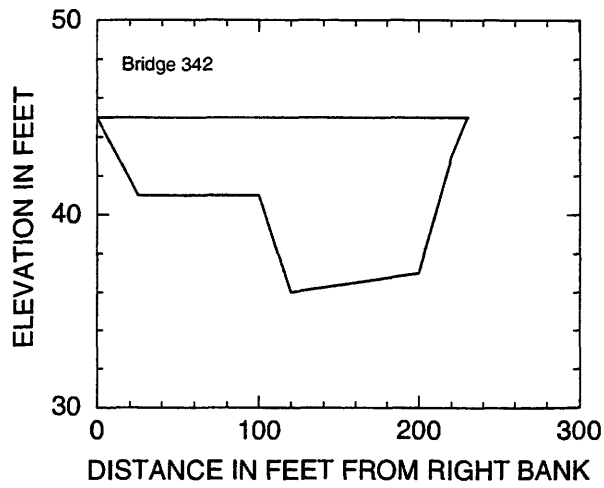 50
Bridge 342
40
30
ELEVATION IN FEET
0 100 200 300
DISTANCE IN FEET FROM RIGHT BANK